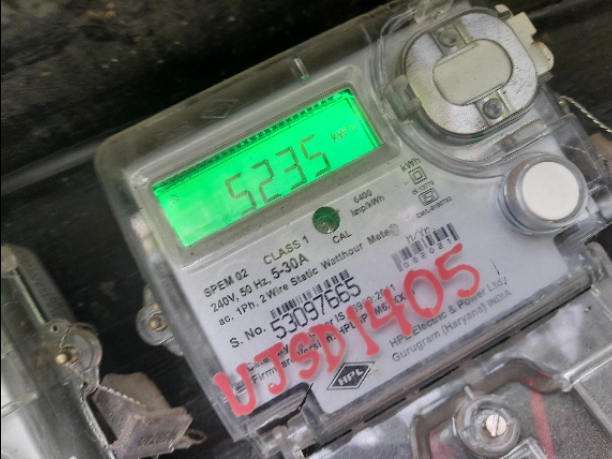 5235 kWh
SPEM 02 CLASS 1 CAL 6400 imp/kWh
240V, 50 Hz, 5-30A
ac. 1Ph, 2 Wire Static Watthour Meter
kWh
M/Yr.
S. No. 53097665
UJSD1405
HPL Electric & Power Ltd.
Gurugram (Haryana) INDIA
HPL